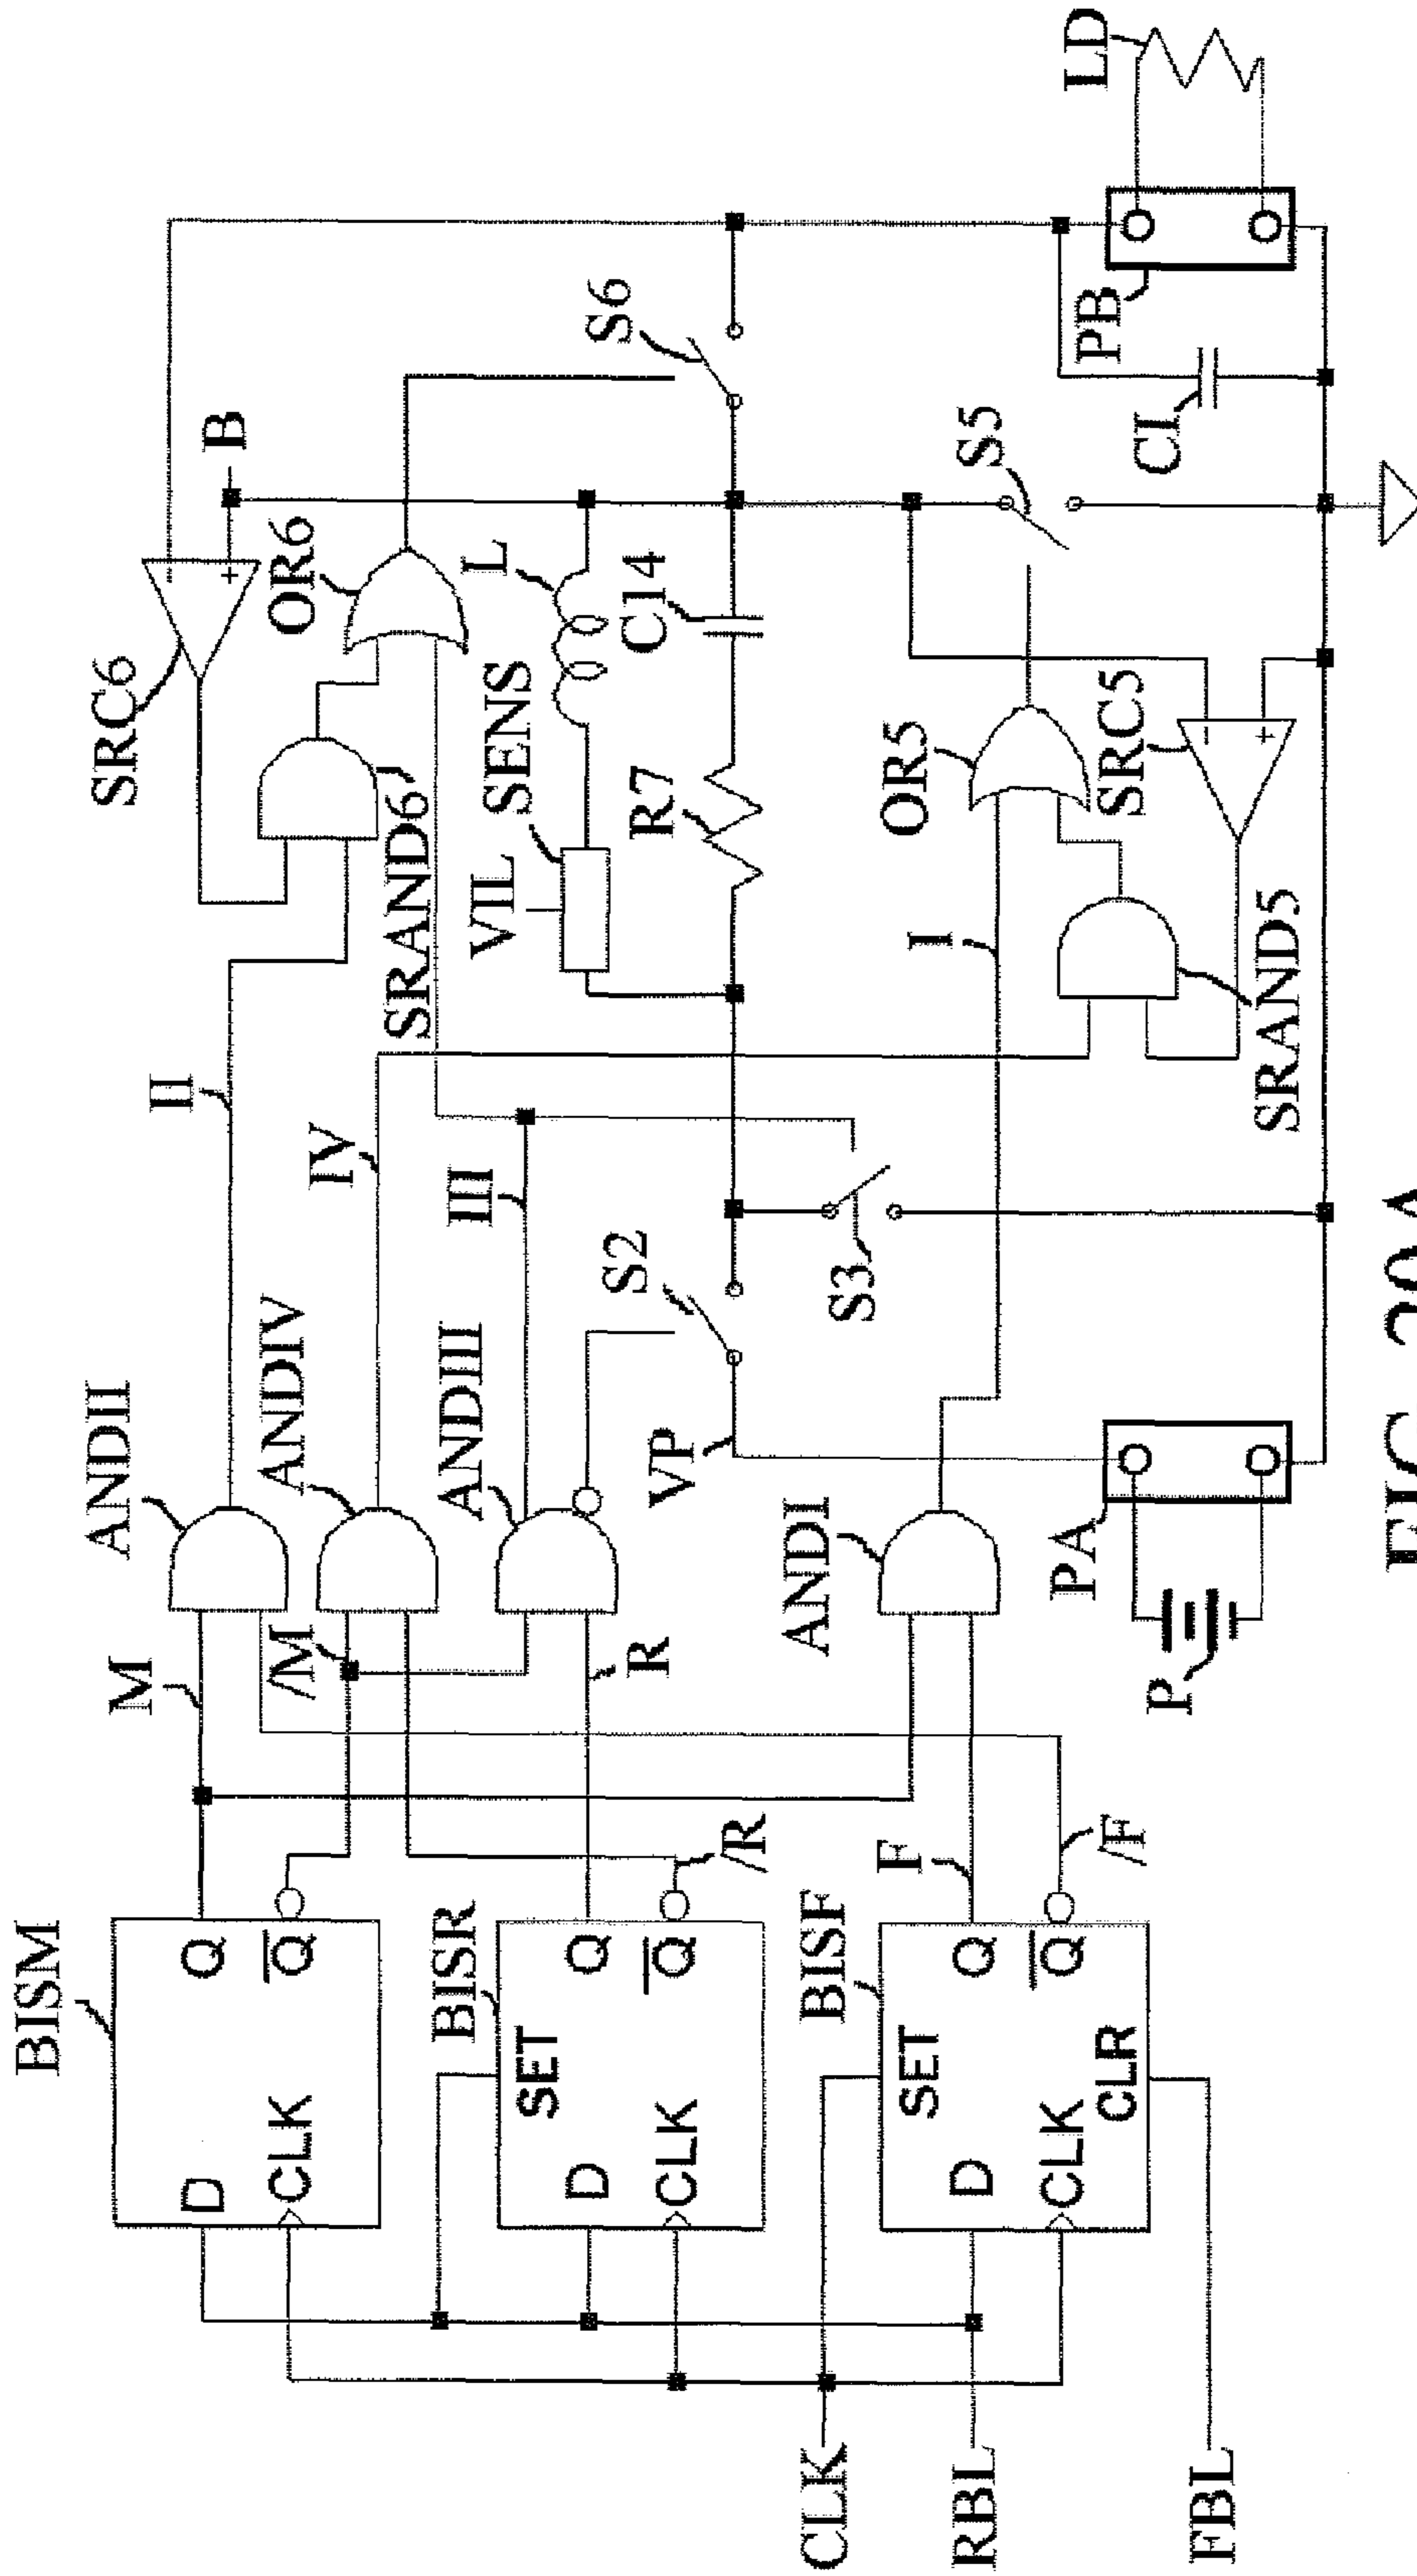 BISM
ANDII
SRC6
M
II
B
D
Q
CLK
Q
/M
ANDIV
IV
OR6
SRAND6
BISR
ANDIII
III
SENS
L
SET
VIL
D
Q
CLK
Q
R
S2
R7
C14
S6
/R
VP
S3
CLK
BISF
ANDI
I
OR5
S5
RBL
SET
F
D
Q
CLK
Q
CLR
/F
PA
SRC5
CI
PB
LD
FBL
P
SRAND5